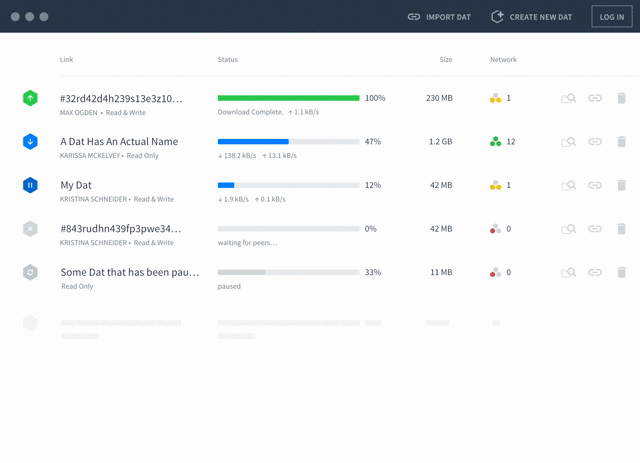 IMPORT DAT CREATE NEW DAT LOG IN
Link Status Size Network
#32rd42d4h239s13e3z10... 100% 230 MB 1
MAX OGDEN • Read & Write Download Complete. ↑ 1.1 kB/s
A Dat Has An Actual Name 47% 1.2 GB 12
KARISSA MCKELVEY • Read Only ↓ 138.2 kB/s ↑ 13.1 kB/s
My Dat 12% 42 MB 1
KRISTINA SCHNEIDER • Read & Write ↓ 1.9 kB/s ↑ 0.1 kB/s
#843rudhn439fp3pwe34... 0% 42 MB 0
KRISTINA SCHNEIDER • Read & Write waiting for peers...
Some Dat that has been pau... 33% 11 MB 0
Read Only paused